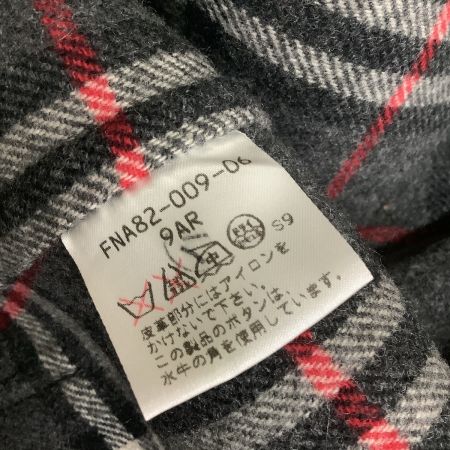 FNA82-009-06
9AR
中
S9
皮革部分にはアイロンを
かけないで下さい。
この製品のボタンは、
水牛の角を使用しています。